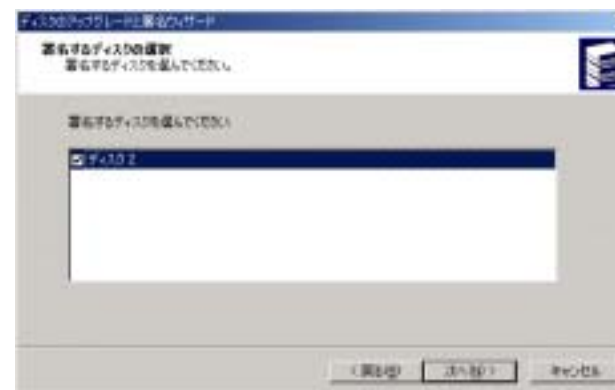 ディスクのアップグレードと署名ウィザード
署名するディスクの選択
署名するディスクを選んでください。
署名するディスクを選んでください
ディスク 2
< 戻る(B)
次へ(N) >
キャンセル